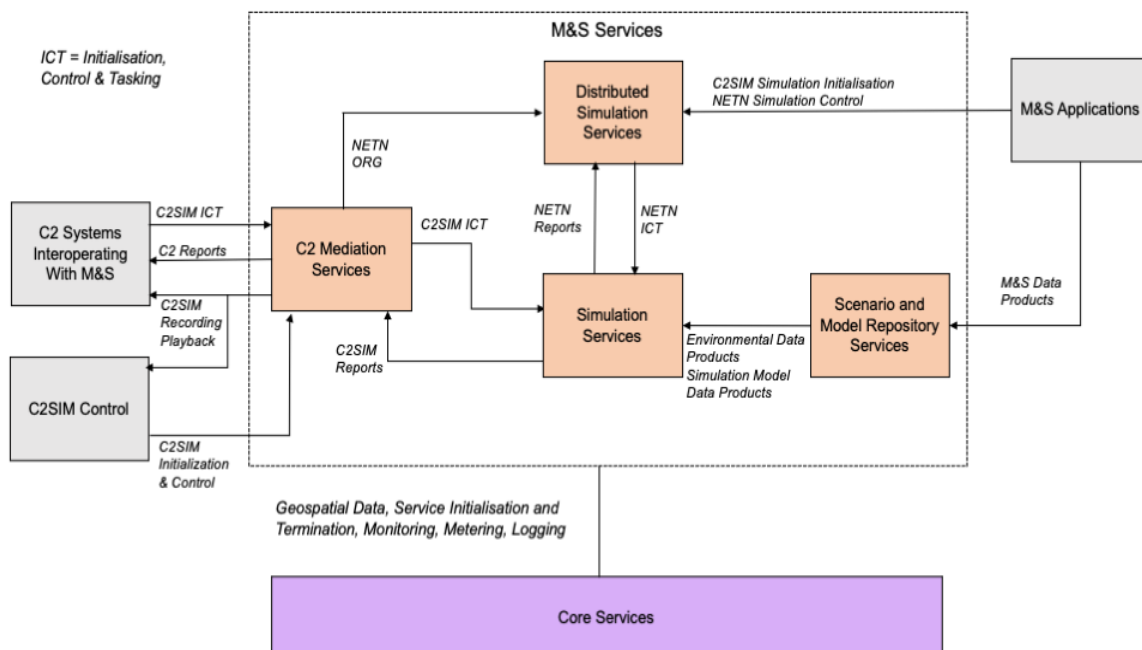 M&S Services
ICT = Initialisation,
Control & Tasking
Distributed
Simulation
Services
C2SIM Simulation Initialisation
NETN Simulation Control
M&S Applications
NETN
ORG
C2 Systems
Interoperating
With M&S
C2SIM ICT
C2 Reports
C2SIM
Recording
Playback
C2 Mediation
Services
C2SIM ICT
NETN
Reports
NETN
ICT
Simulation
Services
C2SIM
Reports
Environmental Data
Products
Simulation Model
Data Products
Scenario and
Model Repository
Services
M&S Data
Products
C2SIM Control
C2SIM
Initialization
& Control
Geospatial Data, Service Initialisation and
Termination, Monitoring, Metering, Logging
Core Services